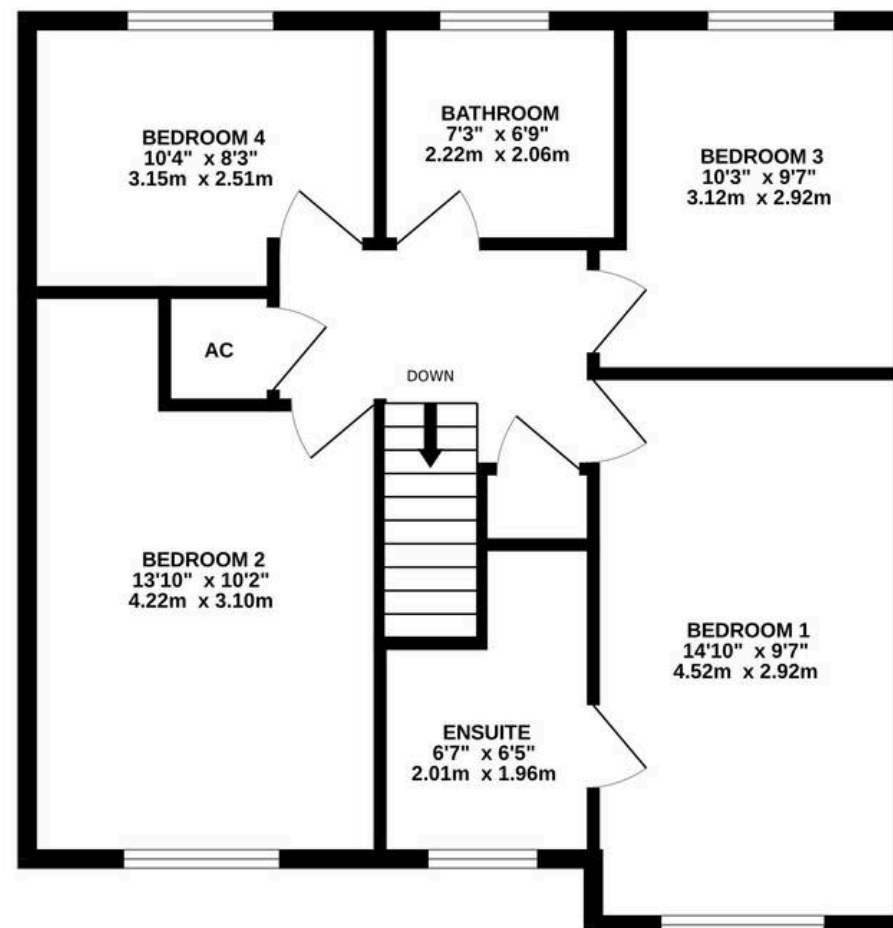 BEDROOM 4
10'4" x 8'3"
3.15m x 2.51m
BATHROOM
7'3" x 6'9"
2.22m x 2.06m
BEDROOM 3
10'3" x 9'7"
3.12m x 2.92m
AC
DOWN
BEDROOM 2
13'10" x 10'2"
4.22m x 3.10m
BEDROOM 1
14'10" x 9'7"
4.52m x 2.92m
ENSUITE
6'7" x 6'5"
2.01m x 1.96m